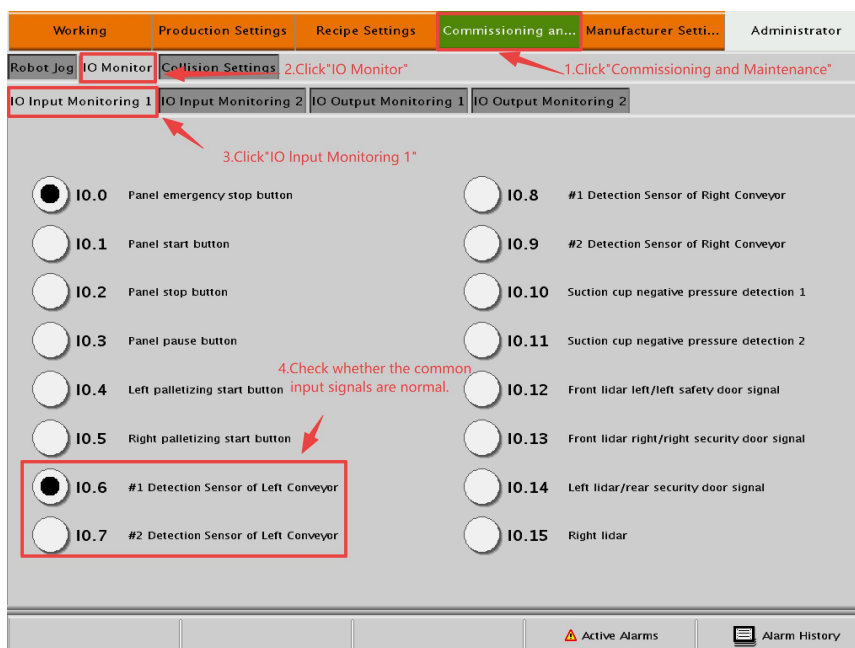 Working Production Settings Recipe Settings Commissioning an... Manufacturer Setti... Administrator
Robot Jog IO Monitor Collision Settings 2.Click"IO Monitor" 1.Click"Commissioning and Maintenance"
IO Input Monitoring 1 IO Input Monitoring 2 IO Output Monitoring 1 IO Output Monitoring 2
3.Click"IO Input Monitoring 1"
I0.0 Panel emergency stop button
I0.1 Panel start button
I0.2 Panel stop button
I0.3 Panel pause button
4.Check whether the common
input signals are normal.
I0.4 Left palletizing start button
I0.5 Right palletizing start button
I0.6 #1 Detection Sensor of Left Conveyor
I0.7 #2 Detection Sensor of Left Conveyor
I0.8 #1 Detection Sensor of Right Conveyor
I0.9 #2 Detection Sensor of Right Conveyor
I0.10 Suction cup negative pressure detection 1
I0.11 Suction cup negative pressure detection 2
I0.12 Front lidar left/left safety door signal
I0.13 Front lidar right/right security door signal
I0.14 Left lidar/rear security door signal
I0.15 Right lidar
Active Alarms Alarm History